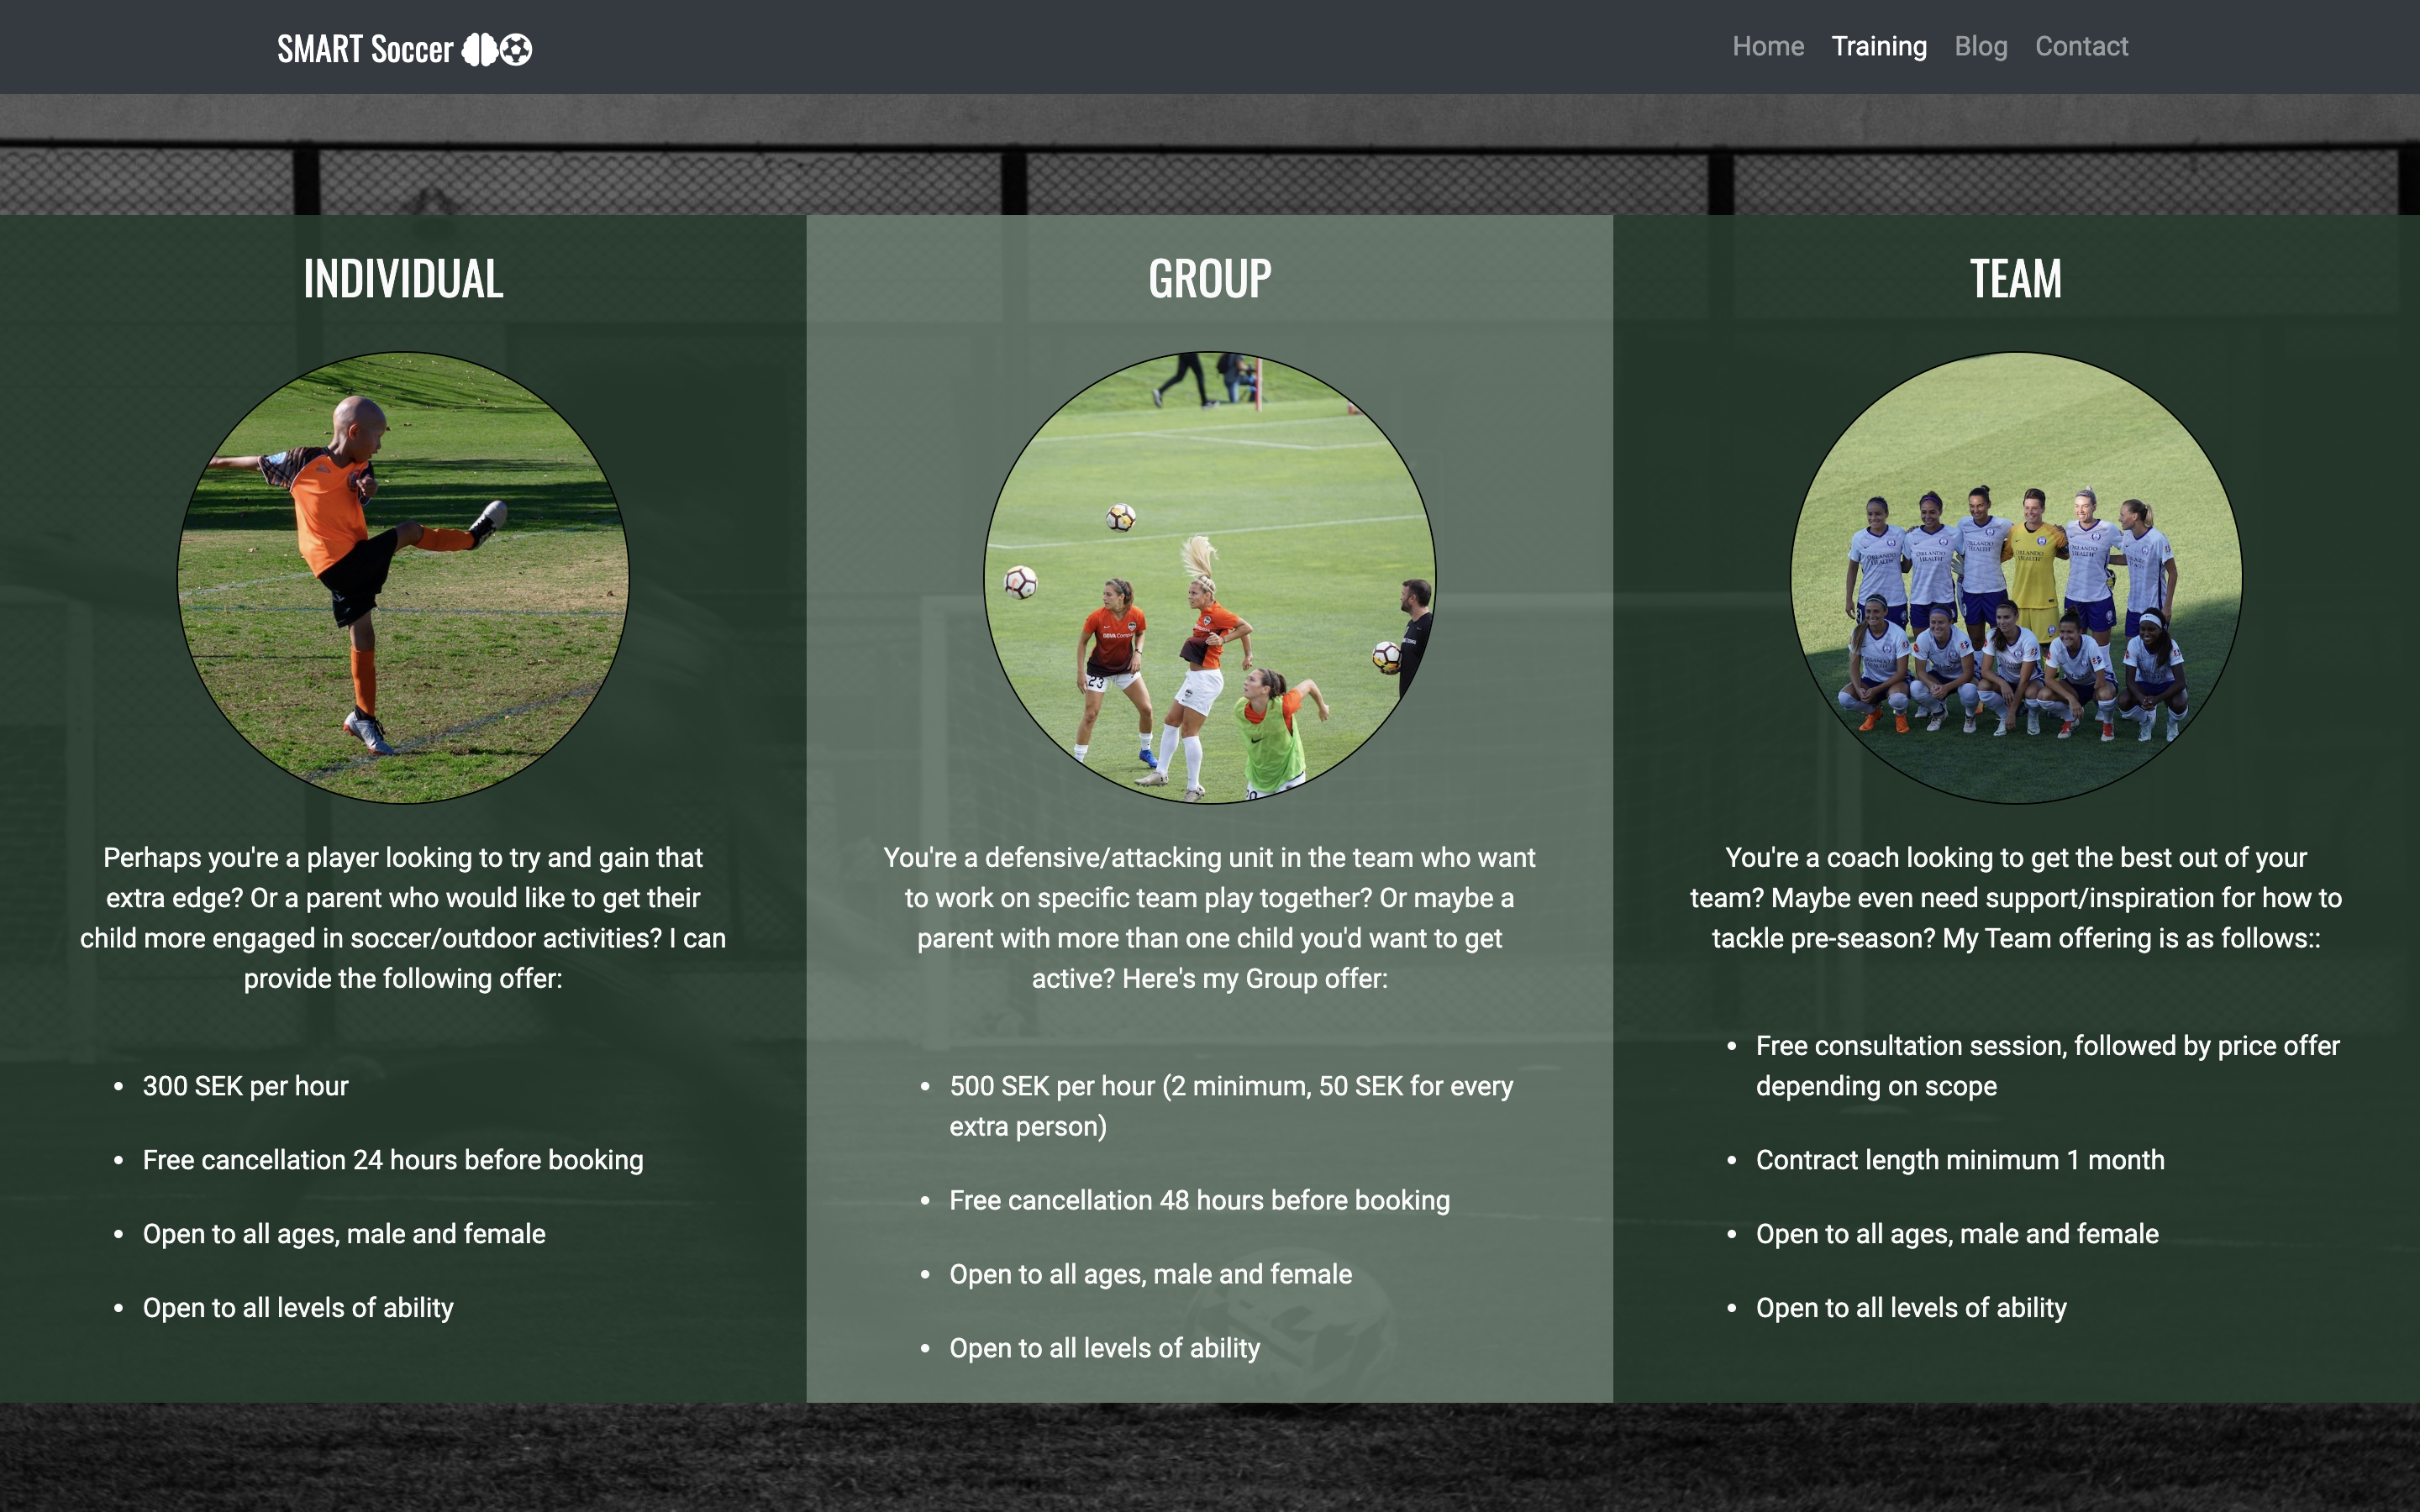 SMART Soccer
Home Training Blog Contact
INDIVIDUAL
Perhaps you're a player looking to try and gain that
extra edge? Or a parent who would like to get their
child more engaged in soccer/outdoor activities? I can
provide the following offer:
• 300 SEK per hour
• Free cancellation 24 hours before booking
• Open to all ages, male and female
• Open to all levels of ability
GROUP
23
You're a defensive/attacking unit in the team who want
to work on specific team play together? Or maybe a
parent with more than one child you'd want to get
active? Here's my Group offer:
• 500 SEK per hour (2 minimum, 50 SEK for every
extra person)
• Free cancellation 48 hours before booking
• Open to all ages, male and female
• Open to all levels of ability
TEAM
ORLANDO
HEALTH
You're a coach looking to get the best out of your
team? Maybe even need support/inspiration for how to
tackle pre-season? My Team offering is as follows::
• Free consultation session, followed by price offer
depending on scope
• Contract length minimum 1 month
• Open to all ages, male and female
• Open to all levels of ability